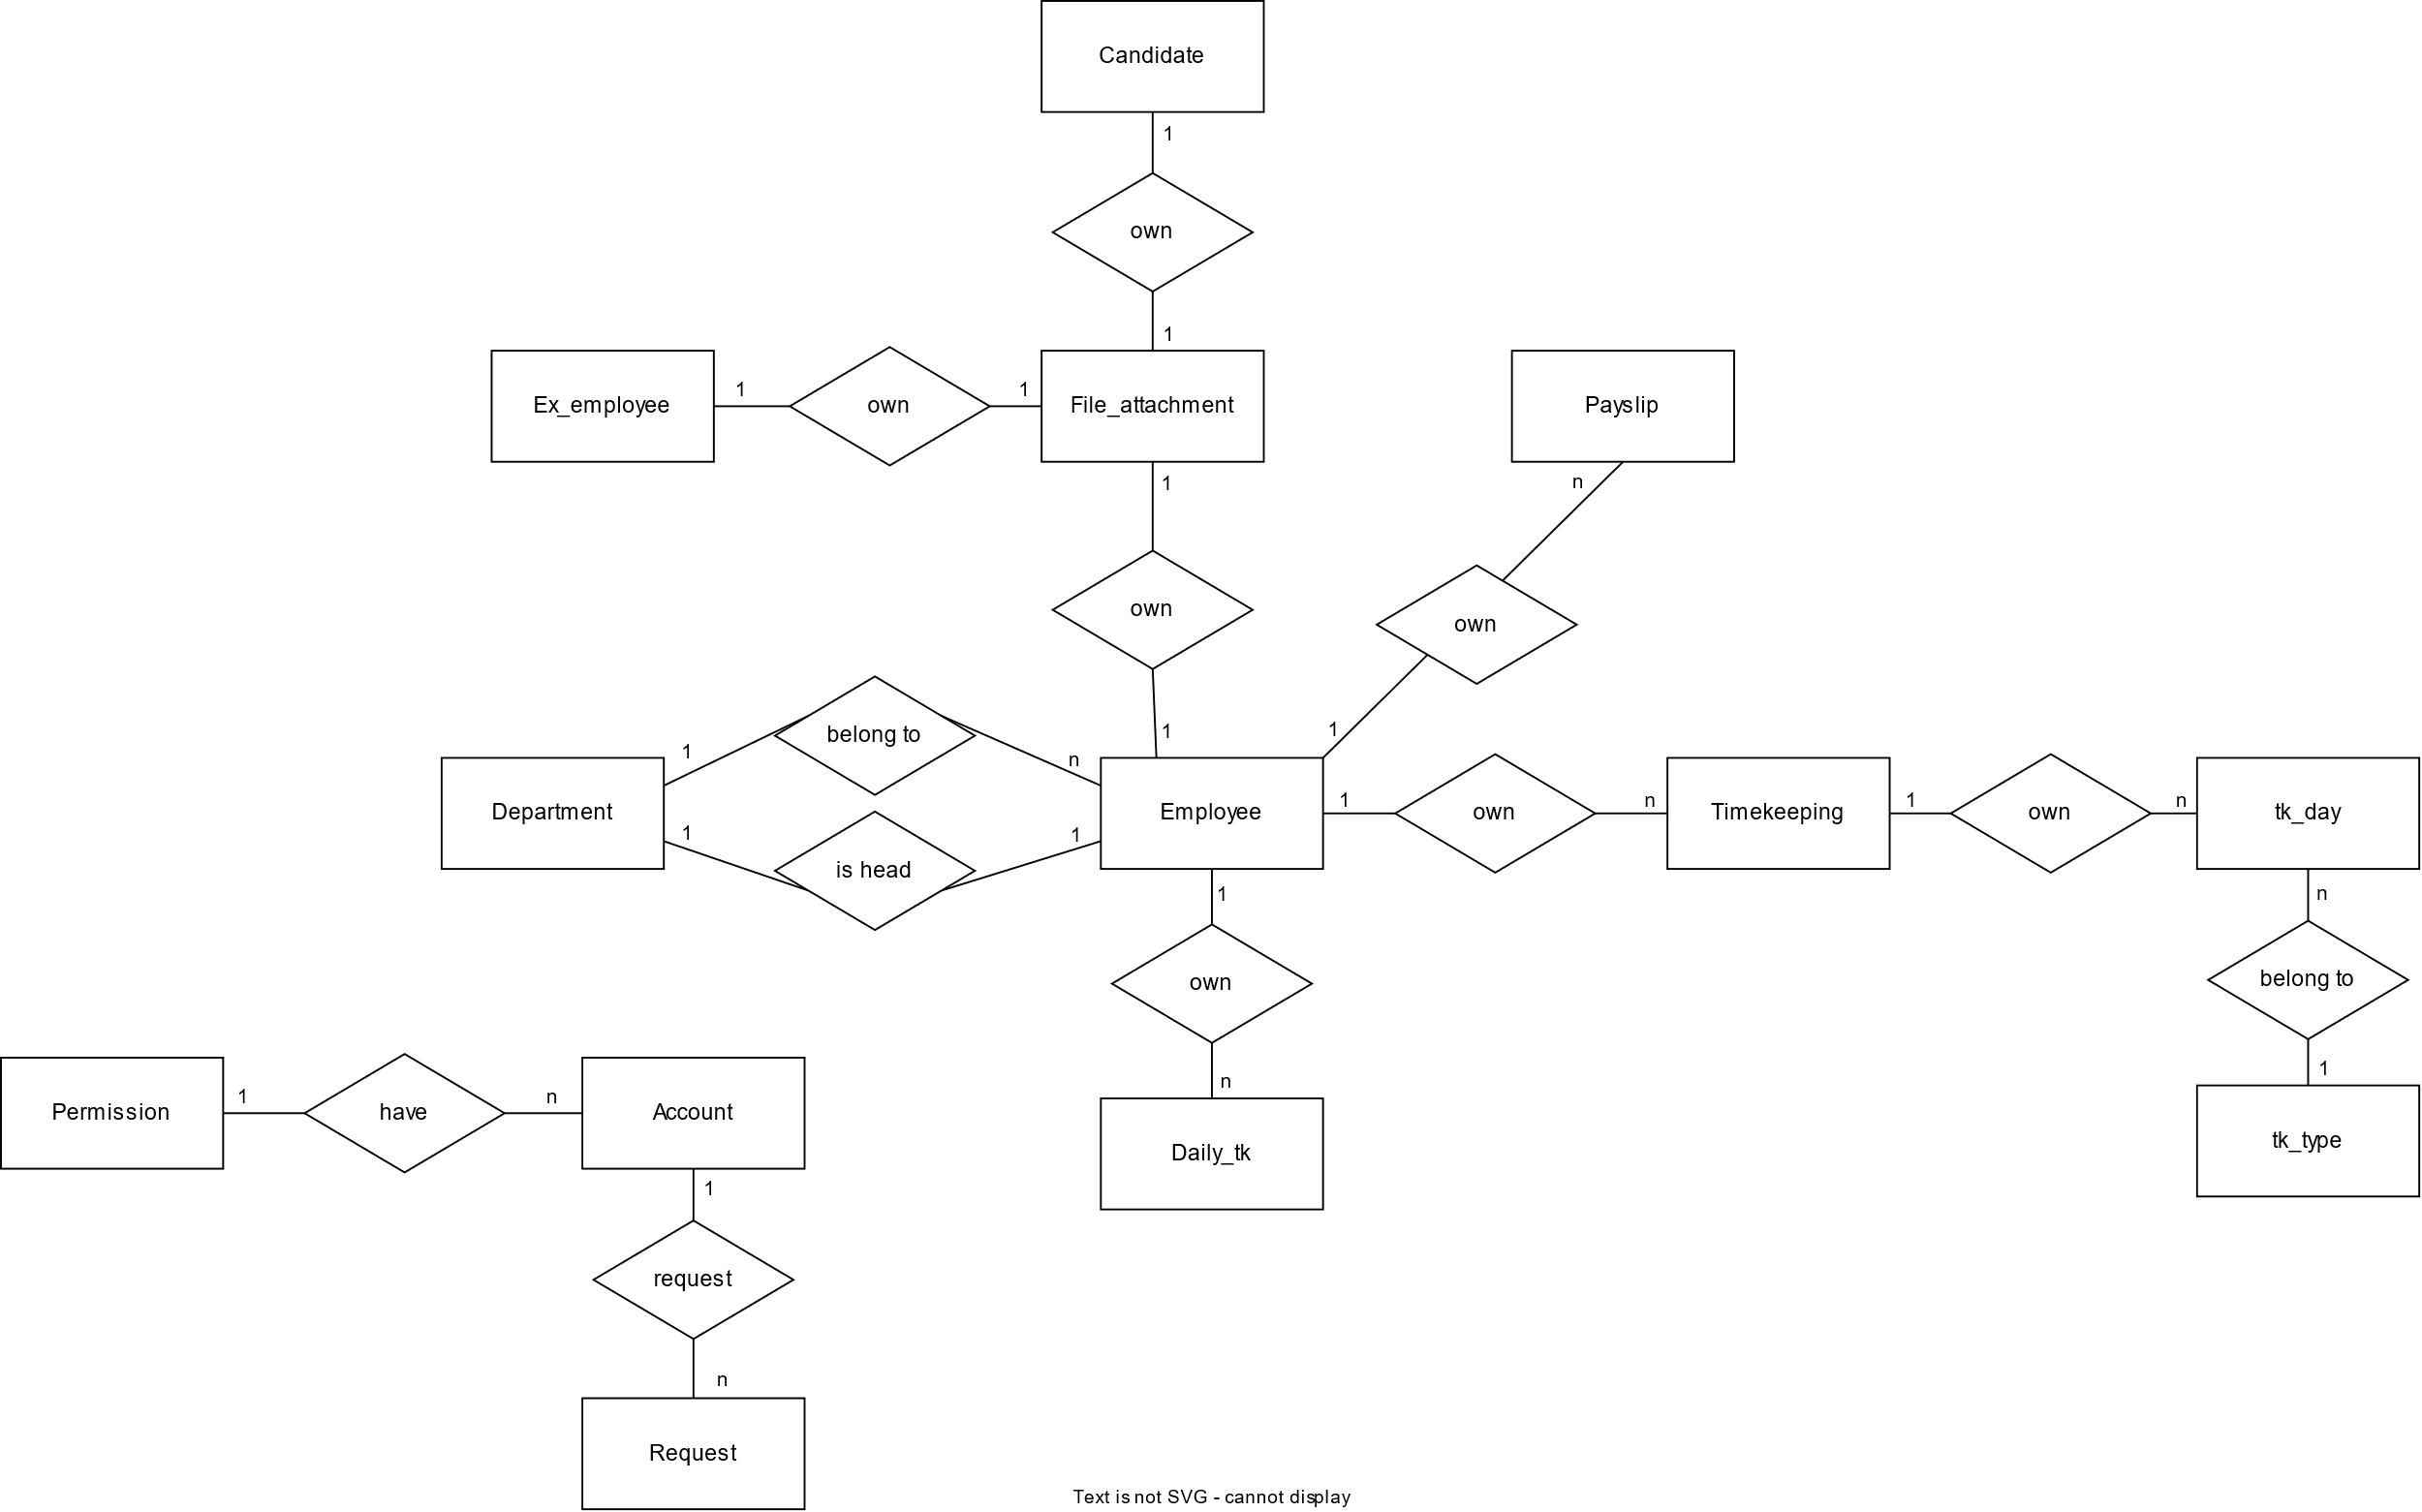 Candidate
1
own
1
Ex_employee
1
own
1
File_attachment
Payslip
1
n
own
own
1
1
belong to
1
n
Department
Employee
1
own
n
Timekeeping
1
own
n
tk_day
1
is head
1
1
own
n
Daily_tk
n
belong to
1
tk_type
Permission
1
have
n
Account
1
request
n
Request
Text is not SVG - cannot display